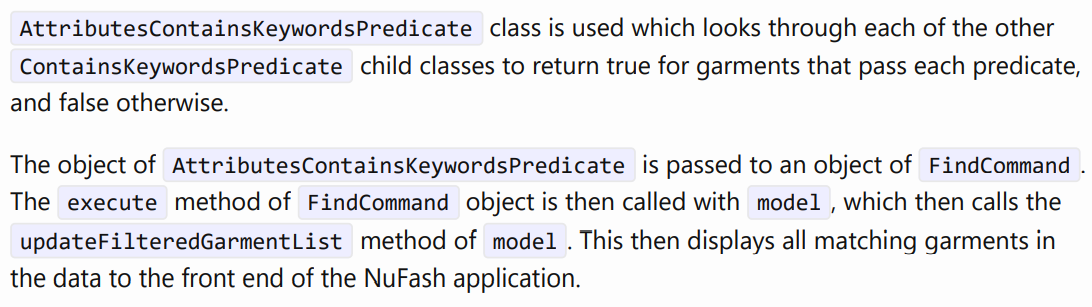 AttributesContainsKeywordsPredicate class is used which looks through each of the other
ContainsKeywordsPredicate child classes to return true for garments that pass each predicate,
and false otherwise.
The object of AttributesContainsKeywordsPredicate is passed to an object of FindCommand.
The execute method of FindCommand object is then called with model, which then calls the
updateFilteredGarmentList method of model. This then displays all matching garments in
the data to the front end of the NuFash application.